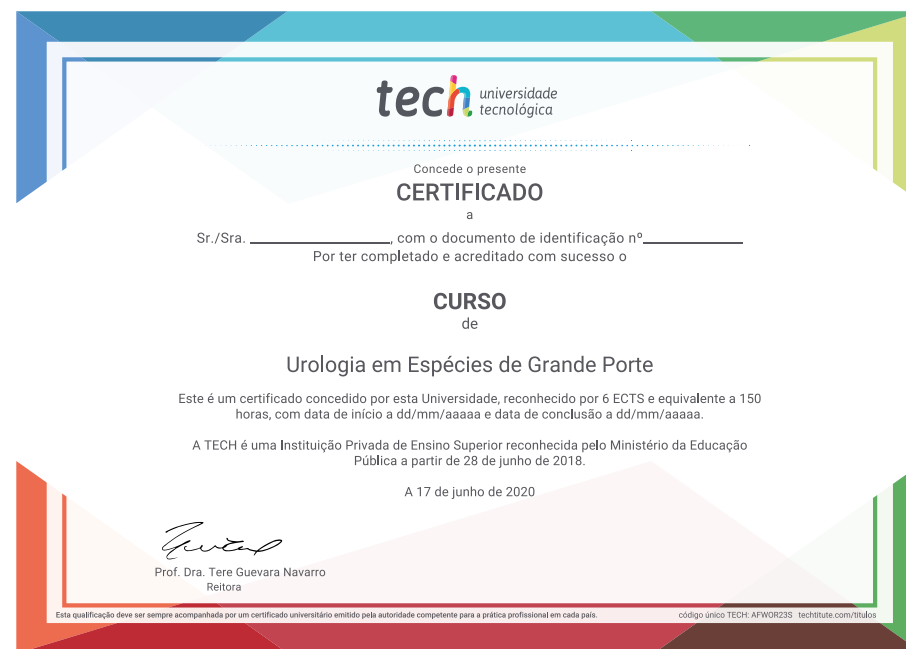 tech universidade
tecnológica
Concede o presente
CERTIFICADO
a
Sr./Sra. ____________________, com o documento de identificação nº______________
Por ter completado e acreditado com sucesso o
CURSO
de
Urologia em Espécies de Grande Porte
Este é um certificado concedido por esta Universidade, reconhecido por 6 ECTS e equivalente a 150
horas, com data de início a dd/mm/aaaaa e data de conclusão a dd/mm/aaaaa.
A TECH é uma Instituição Privada de Ensino Superior reconhecida pelo Ministério da Educação
Pública a partir de 28 de junho de 2018.
A 17 de junho de 2020
Prof. Dra. Tere Guevara Navarro
Reitora
Esta qualificação deve ser sempre acompanhada por um certificado universitário emitido pela autoridade competente para a prática profissional em cada país.
código único TECH: AFWOR23S techtitute.com/titulos